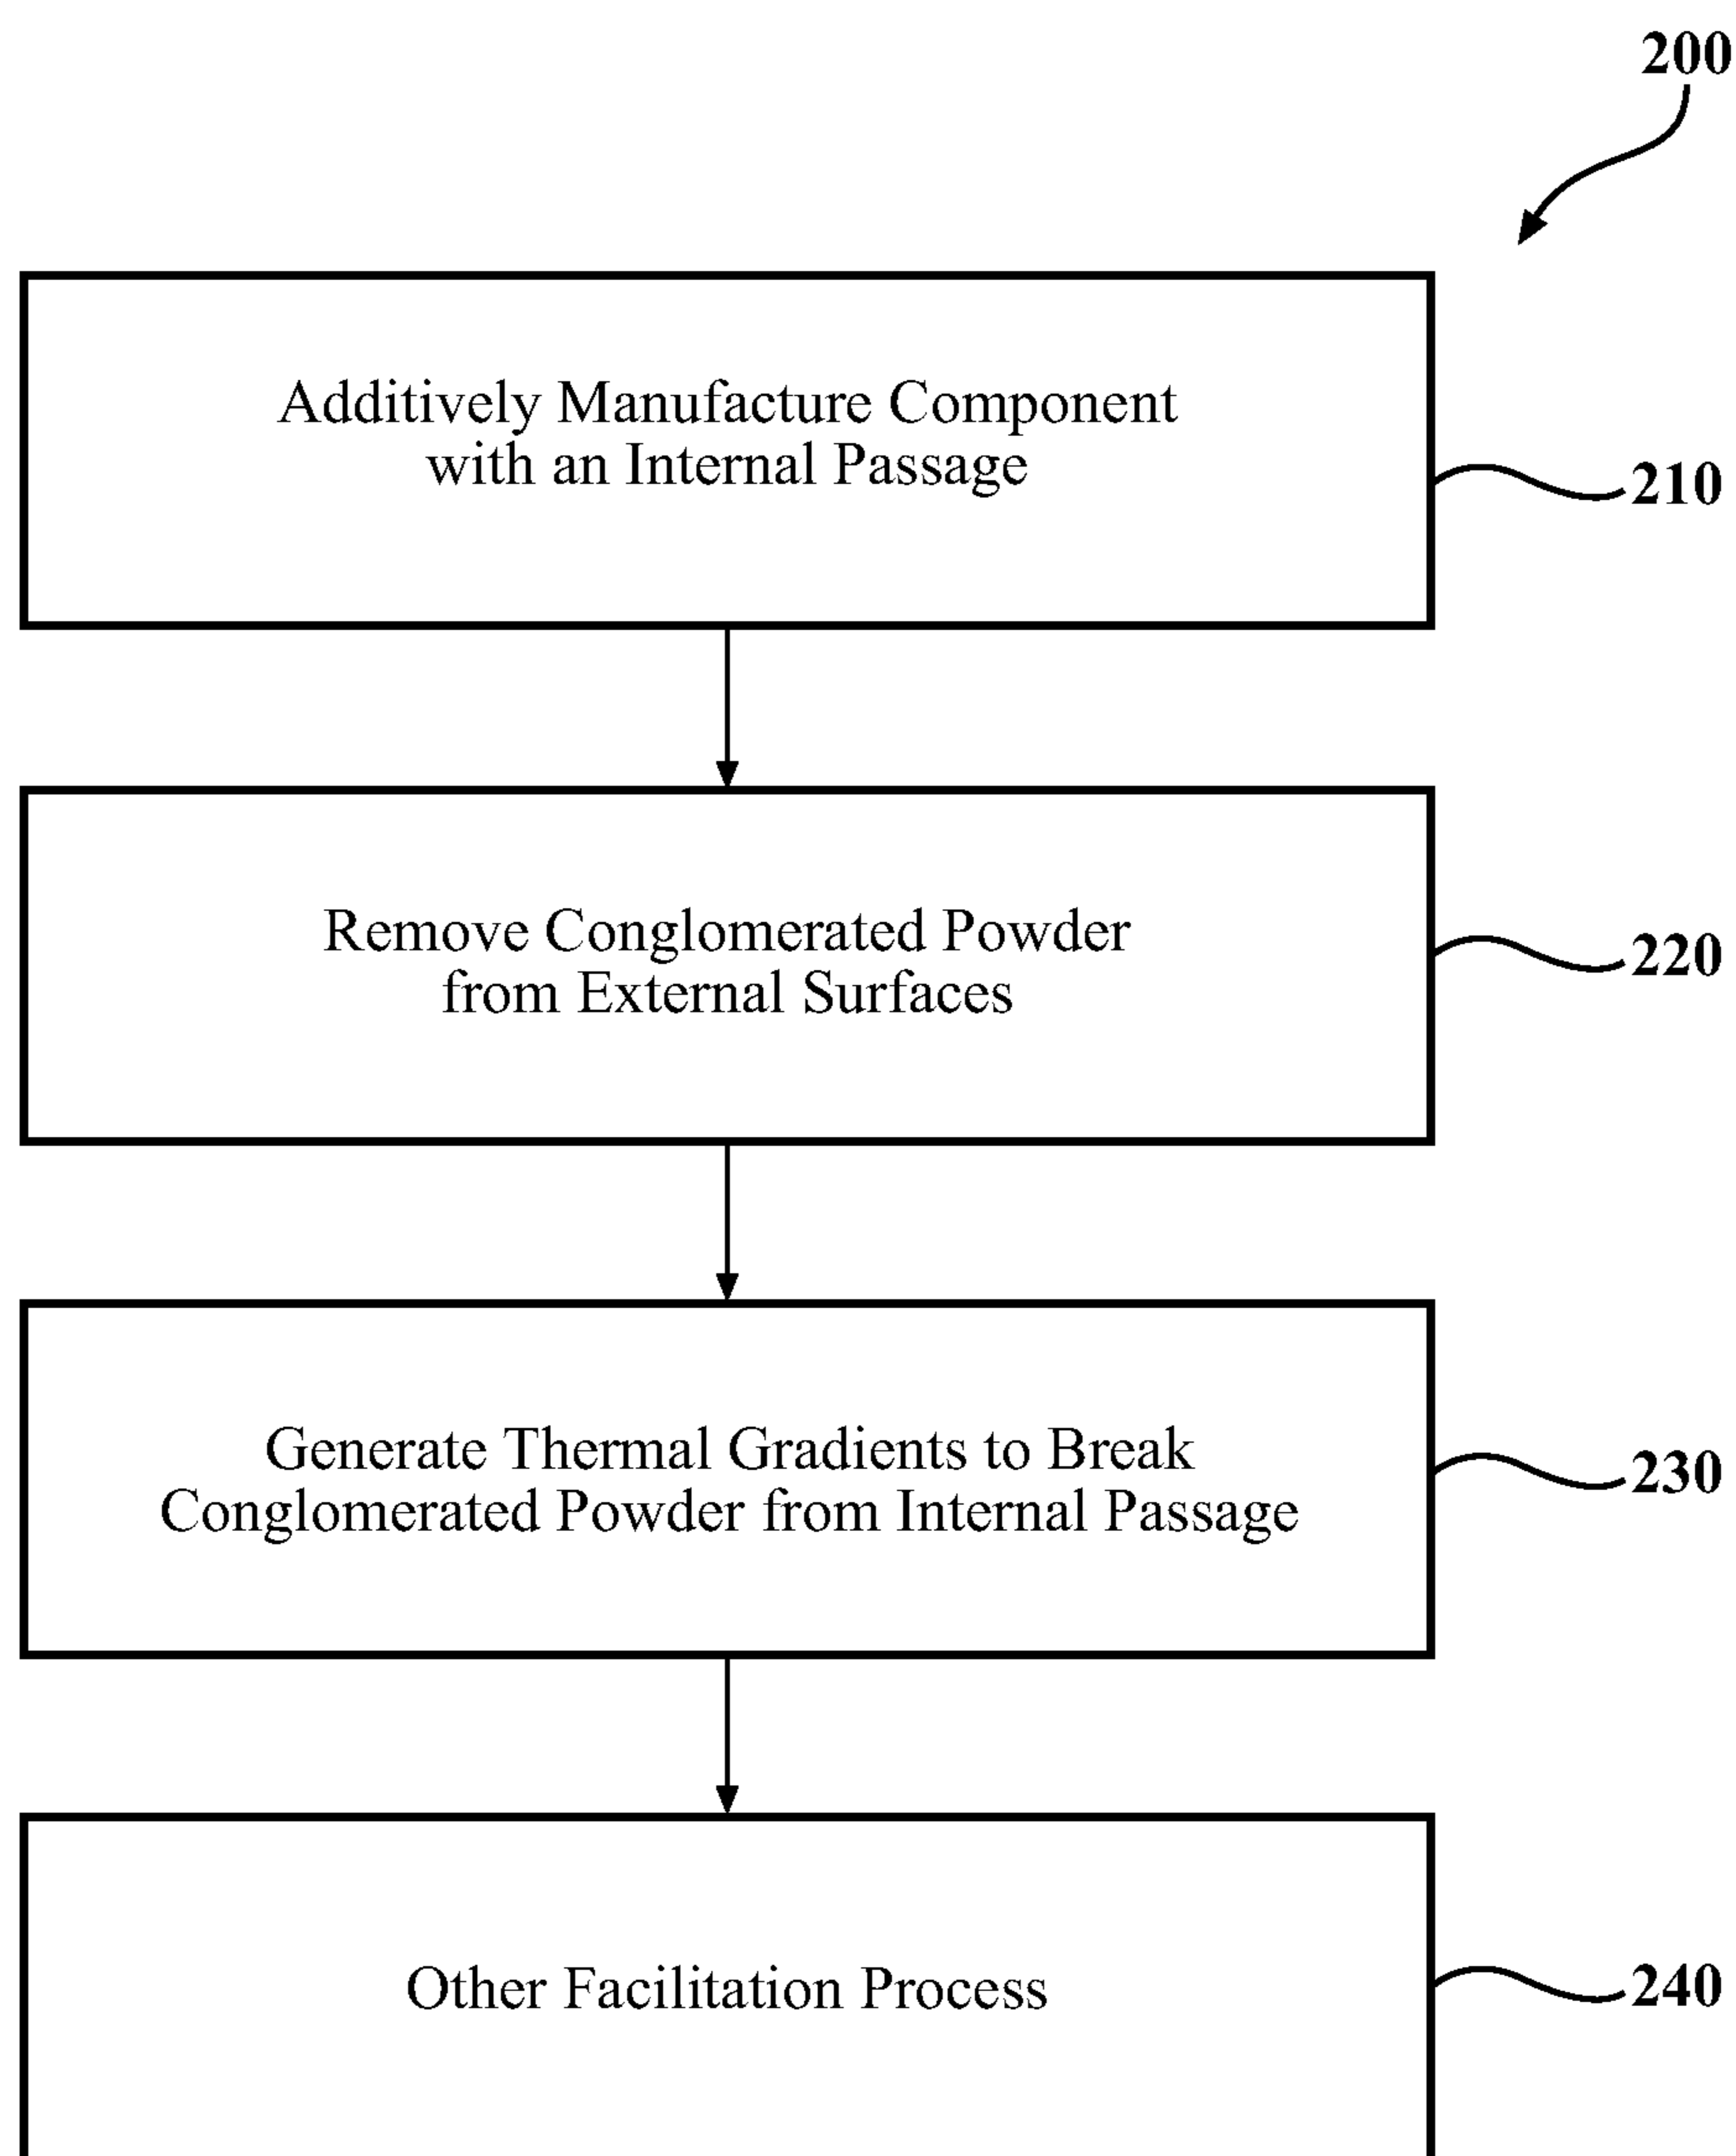 200
Additively Manufacture Component
with an Internal Passage
210
Remove Conglomerated Powder
from External Surfaces
220
Generate Thermal Gradients to Break
Conglomerated Powder from Internal Passage
230
Other Facilitation Process
240